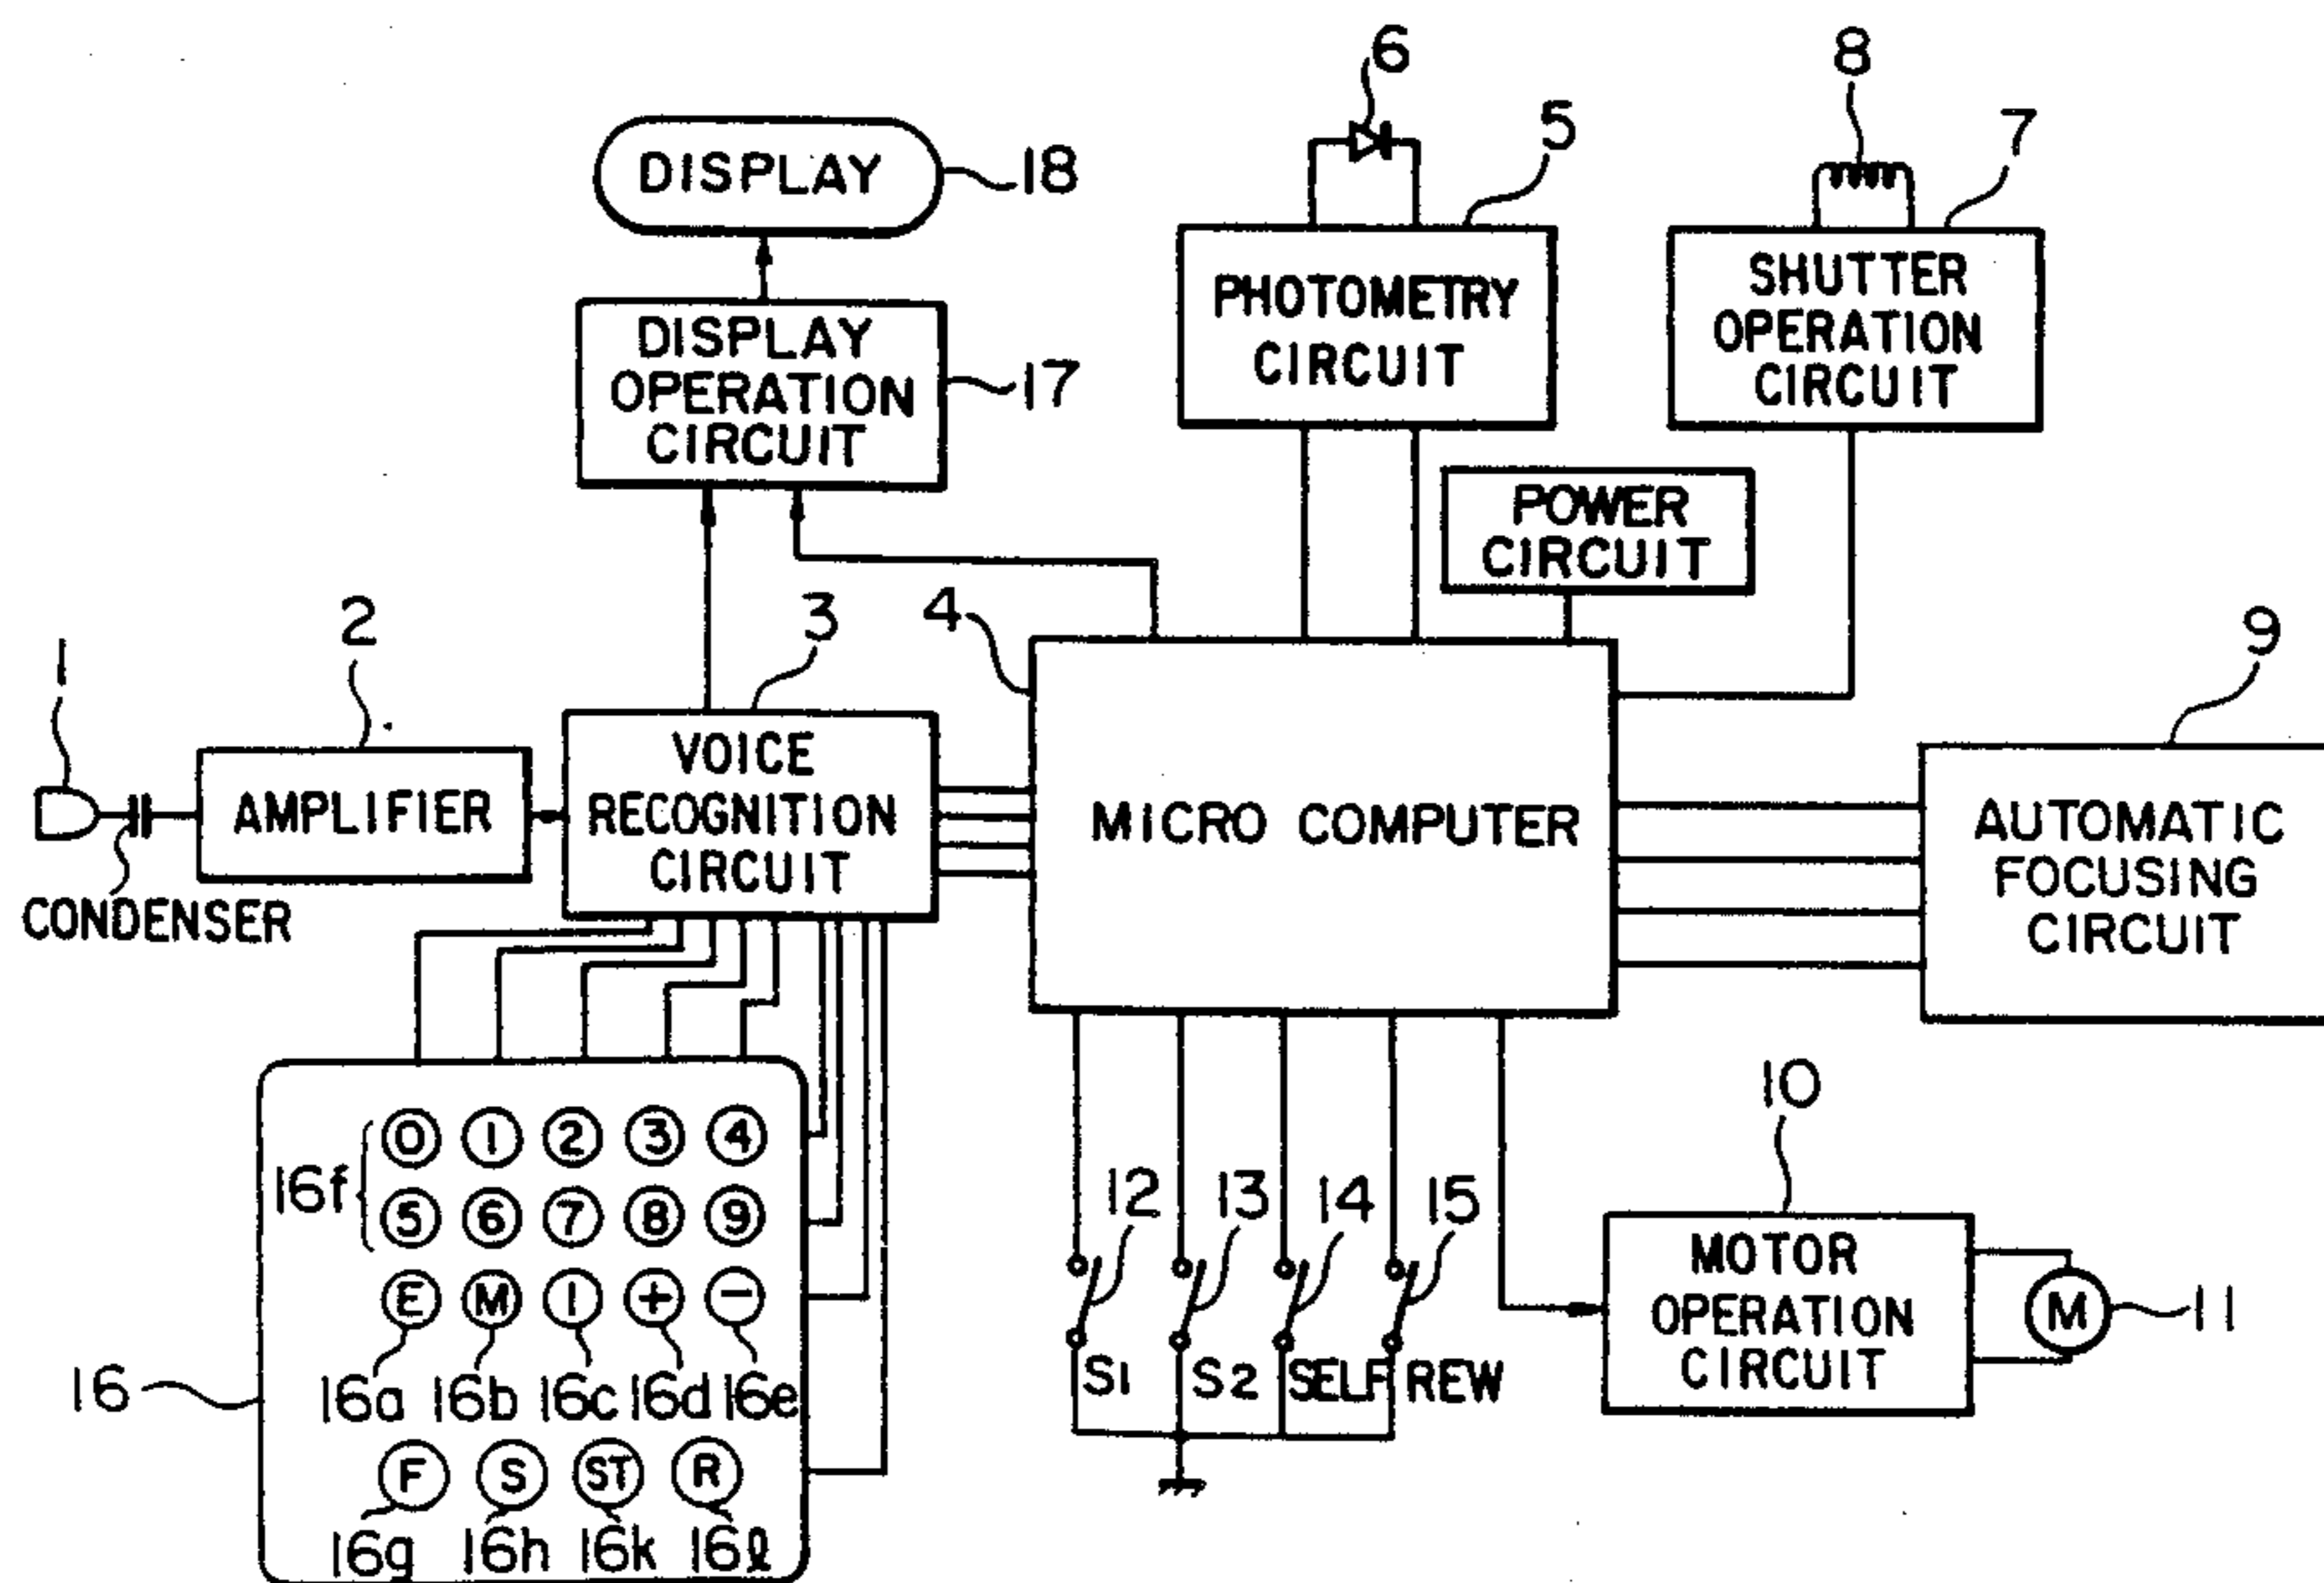 6
8
5
7
DISPLAY
18
PHOTOMETRY
CIRCUIT
SHUTTER
OPERATION
CIRCUIT
DISPLAY
OPERATION
CIRCUIT
17
POWER
CIRCUIT
1
2
3
4
9
AMPLIFIER
VOICE
RECOGNITION
CIRCUIT
MICRO COMPUTER
AUTOMATIC
FOCUSING
CIRCUIT
CONDENSER
10
16f
0 1 2 3 4
5 6 7 8 9
E M I + −
16a 16b 16c 16d 16e
16
F S ST R
16g 16h 16k 16l
12 13 14 15
S1 S2 SELF REW
MOTOR
OPERATION
CIRCUIT
M
11